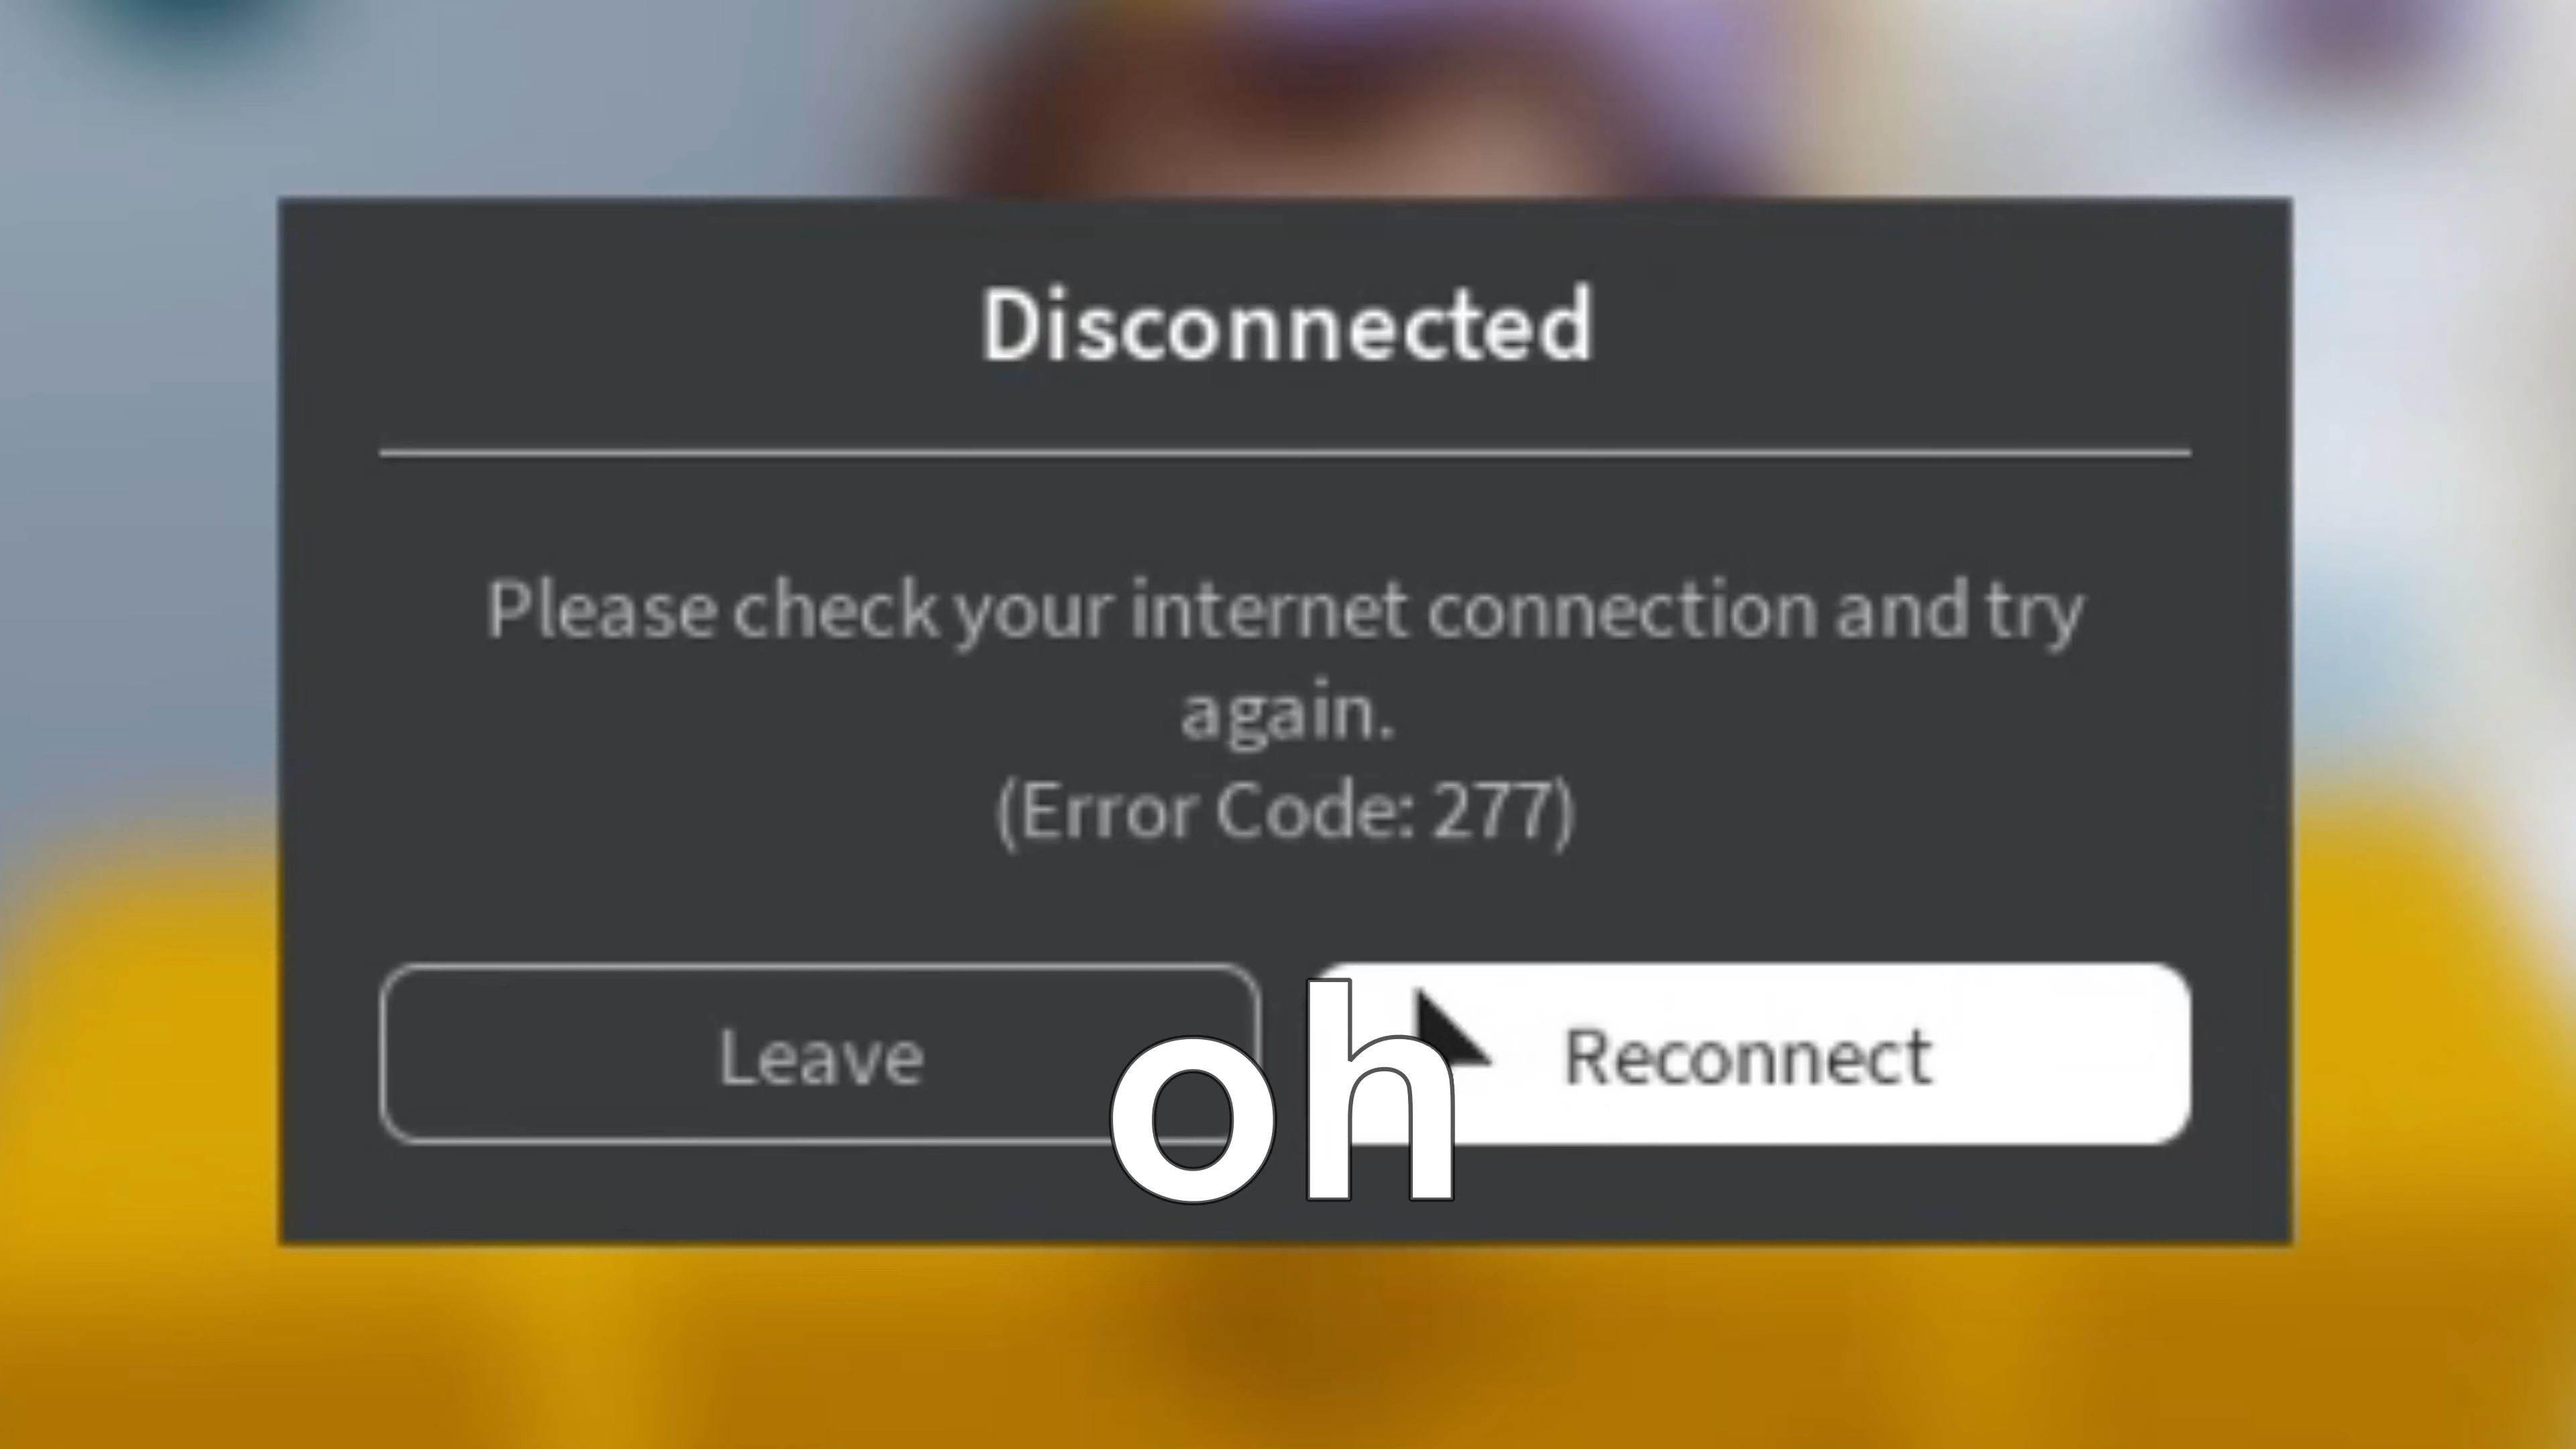 Disconnected
Please check your internet connection and try
again.
(Error Code: 277)
Leave
Reconnect
oh